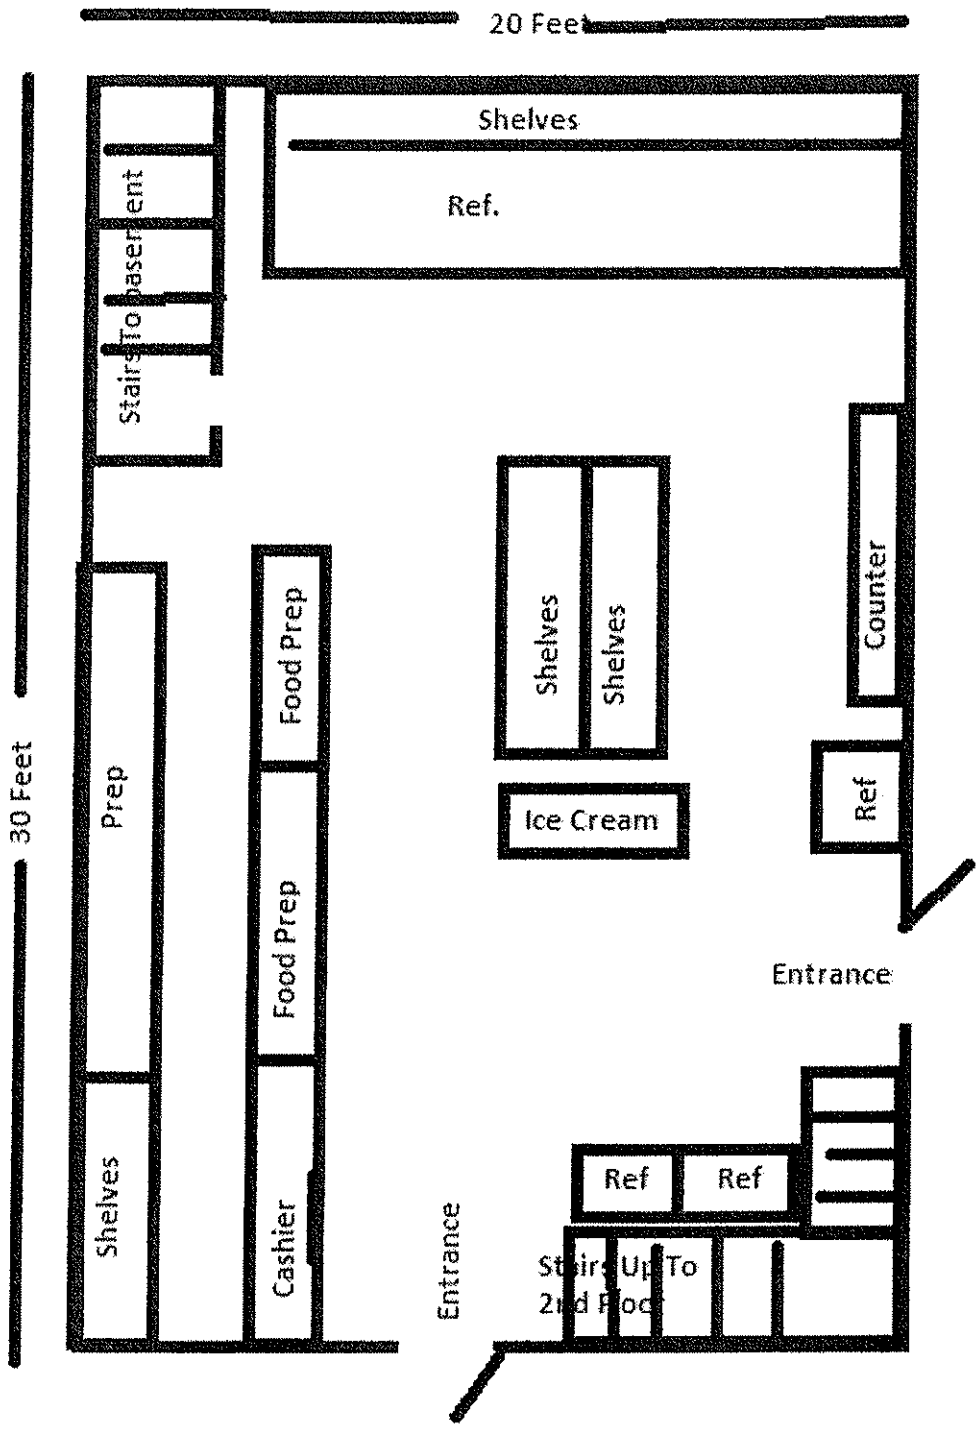 20 Feet
Shelves
Ref.
Stairs To basement
Shelves
Shelves
Counter
Food Prep
Prep
30 Feet
Ice Cream
Ref
Food Prep
Entrance
Shelves
Cashier
Entrance
Ref
Ref
Stairs Up To
2nd Floor